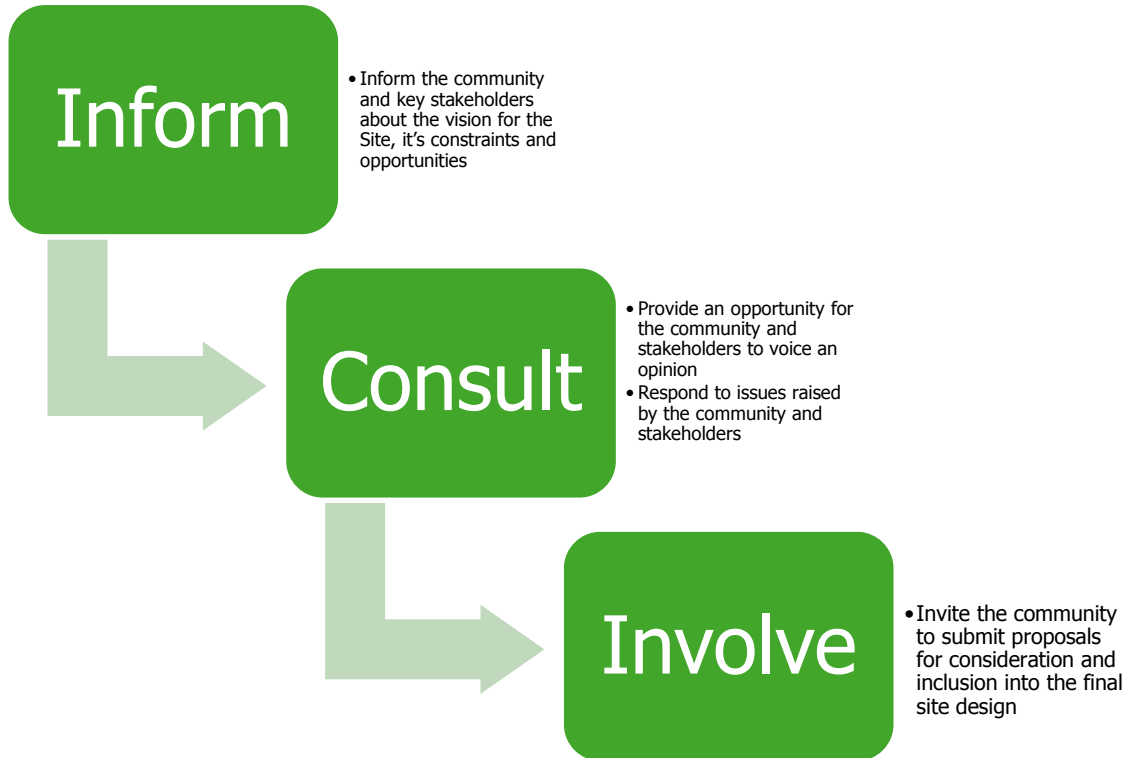 Inform
• Inform the community
and key stakeholders
about the vision for the
Site, it's constraints and
opportunities
Consult
• Provide an opportunity for
the community and
stakeholders to voice an
opinion
• Respond to issues raised
by the community and
stakeholders
Involve
• Invite the community
to submit proposals
for consideration and
inclusion into the final
site design